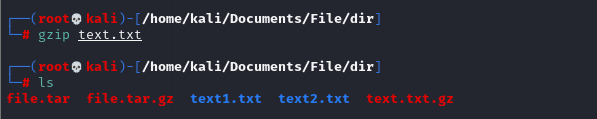 ┌──(root💀kali)-[/home/kali/Documents/File/dir]
└─# gzip text.txt
┌──(root💀kali)-[/home/kali/Documents/File/dir]
└─# ls
file.tar  file.tar.gz  text1.txt  text2.txt  text.txt.gz